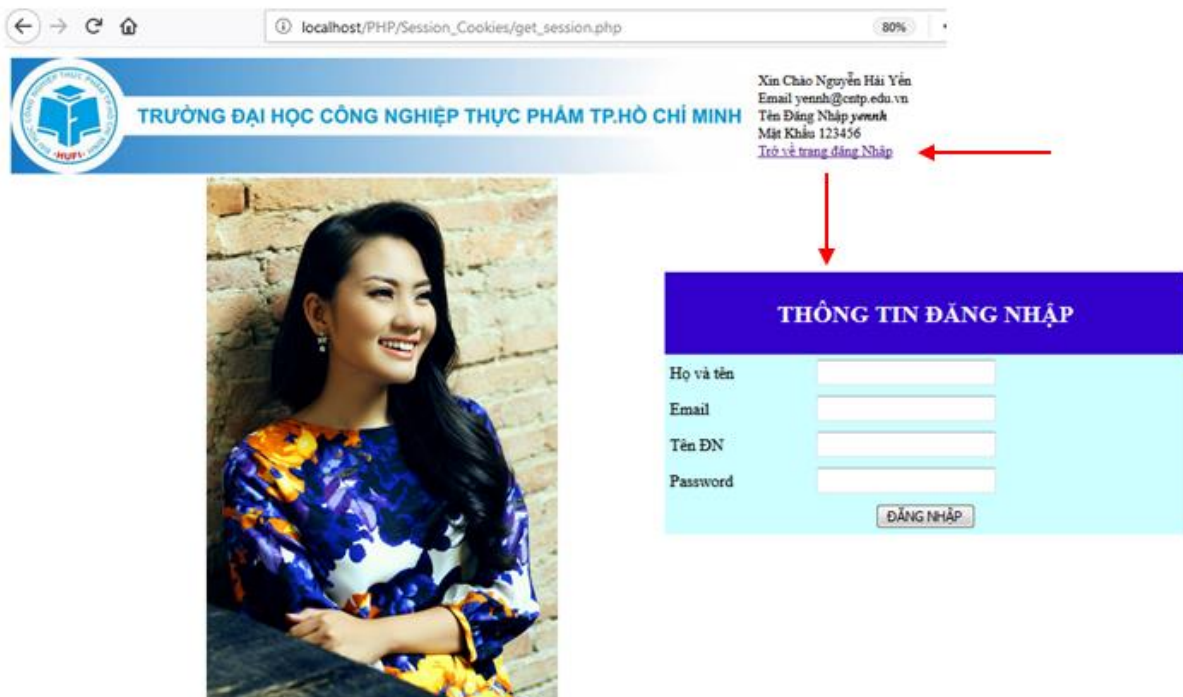 localhost/PHP/Session_Cookies/get_session.php
80%
TRƯỜNG ĐẠI HỌC CÔNG NGHIỆP THỰC PHẨM TP.HỒ CHÍ MINH
HUFI
Xin Chào Nguyễn Hải Yến
Email yennh@cntp.edu.vn
Tên Đăng Nhập yennh
Mật Khẩu 123456
Trở về trang đăng Nhập
THÔNG TIN ĐĂNG NHẬP
Họ và tên
Email
Tên ĐN
Password
ĐĂNG NHẬP